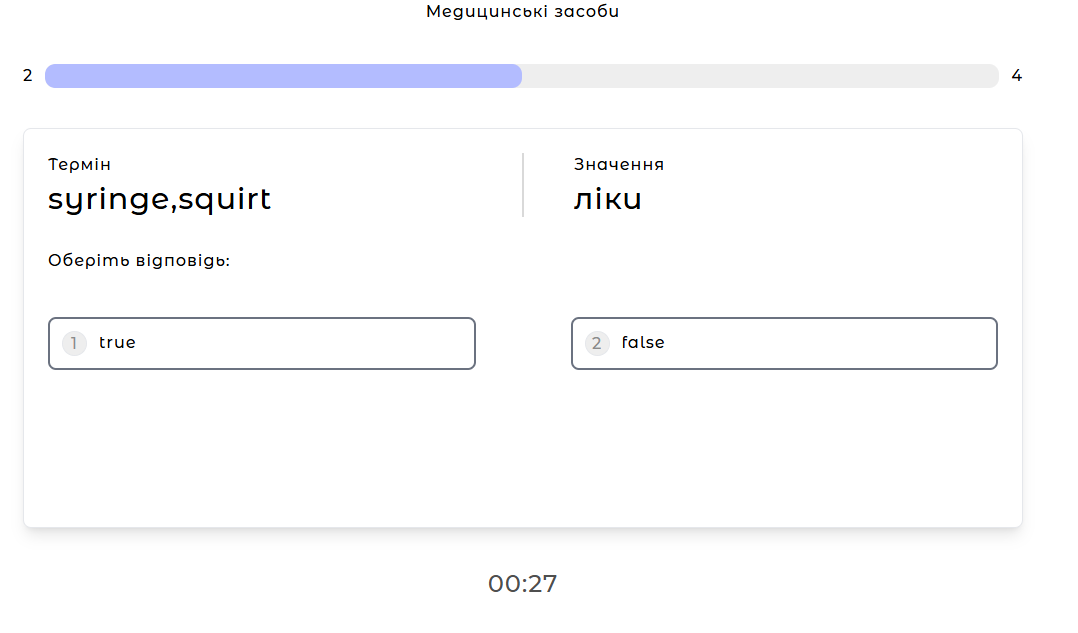 Медицинські засоби
2
4
Термін
syringe,squirt
Значення
ліки
Оберіть відповідь:
1 true
2 false
00:27